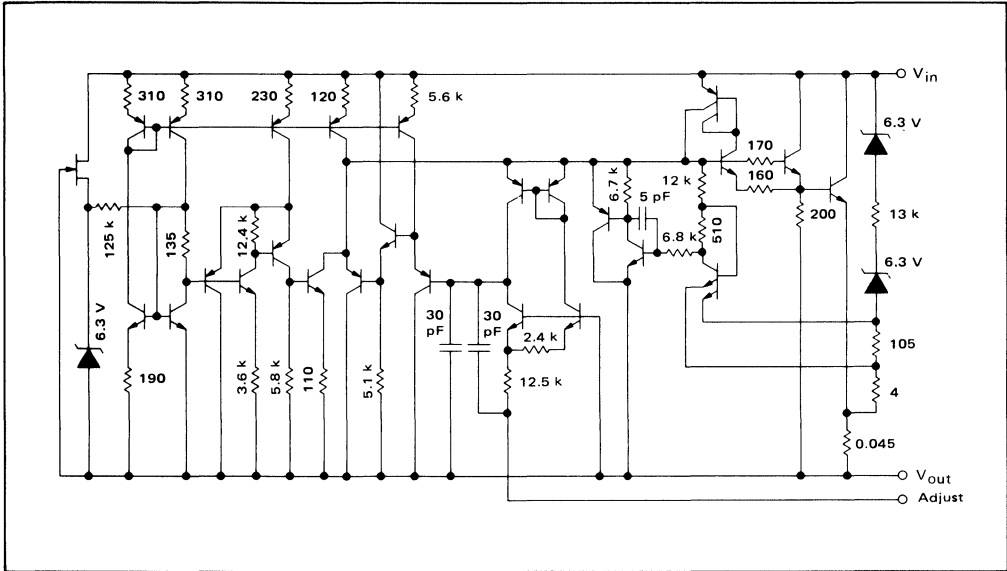 V_in
310
310
230
120
5.6 k
6.3 V
170
160
6.7 k
5 pF
12 k
200
13 k
125 k
135
12.4 k
6.8 k
510
6.3 V
6.3 V
30
pF
30
pF
2.4 k
105
190
3.6 k
5.8 k
110
5.1 k
12.5 k
4
0.045
V_out
Adjust